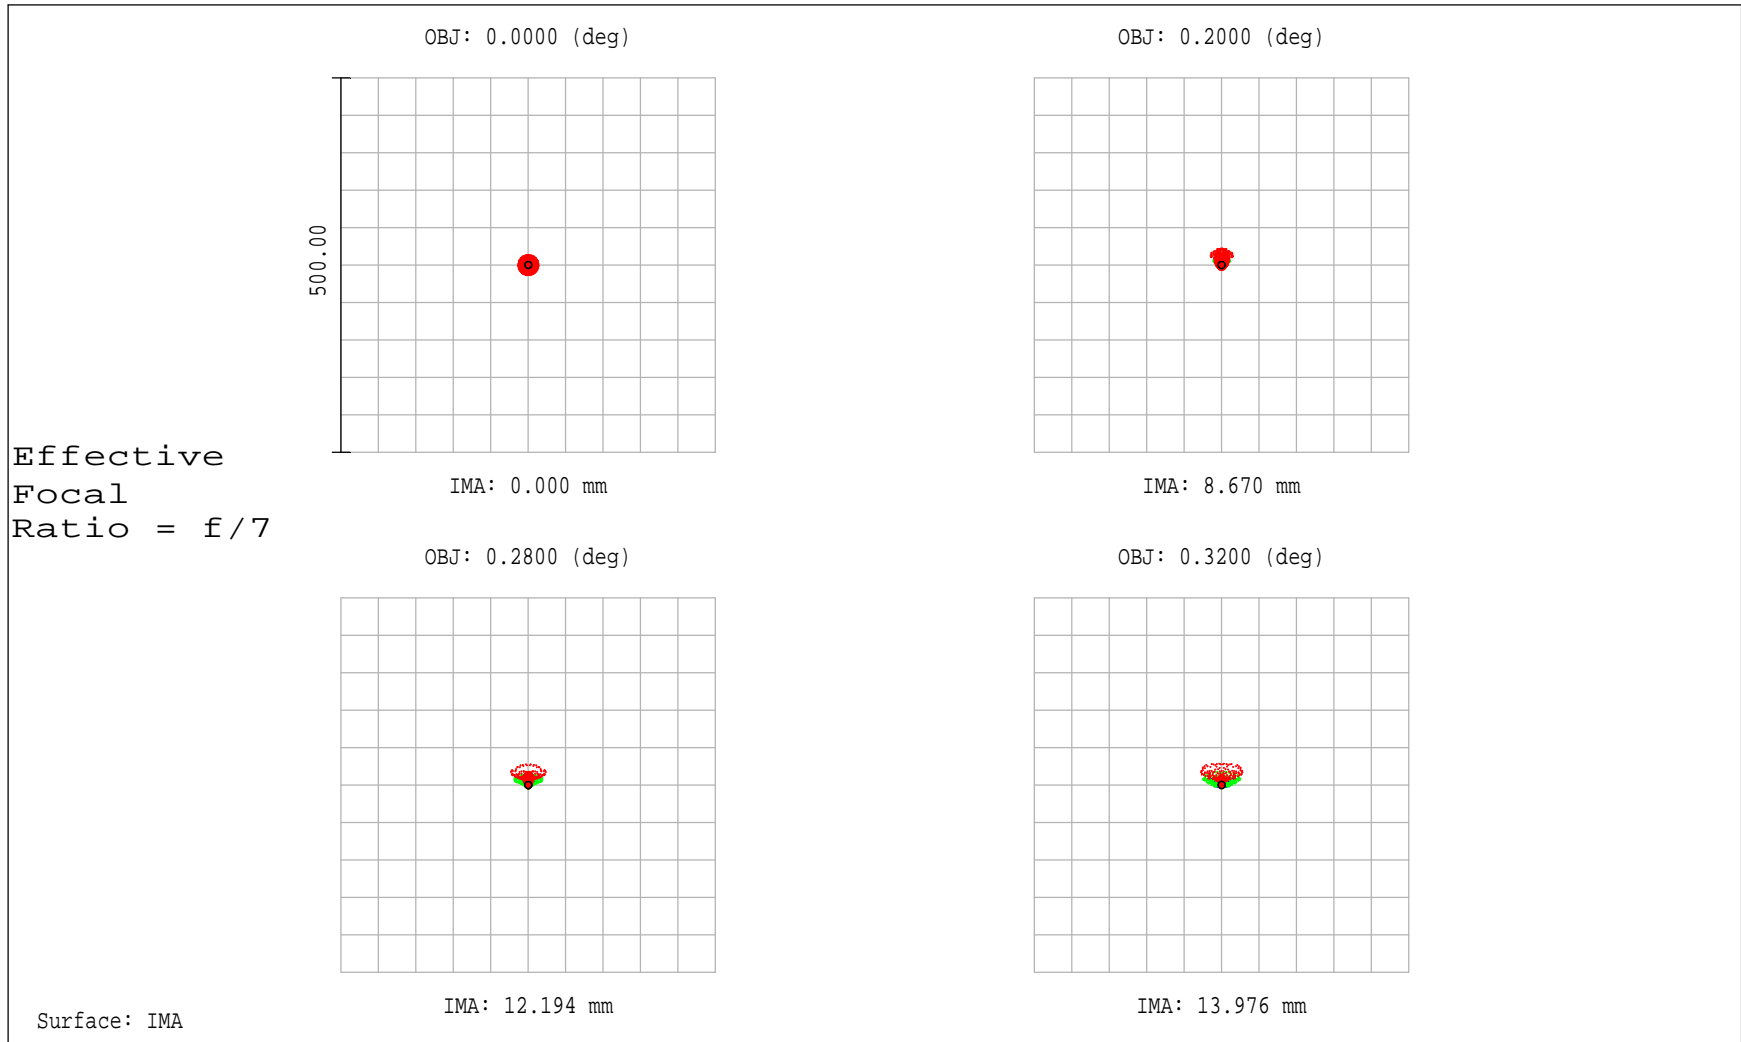 OBJ: 0.0000 (deg)
OBJ: 0.2000 (deg)
500.00
IMA: 0.000 mm
IMA: 8.670 mm
Effective
Focal
Ratio = f/7
OBJ: 0.2800 (deg)
OBJ: 0.3200 (deg)
IMA: 12.194 mm
IMA: 13.976 mm
Surface: IMA